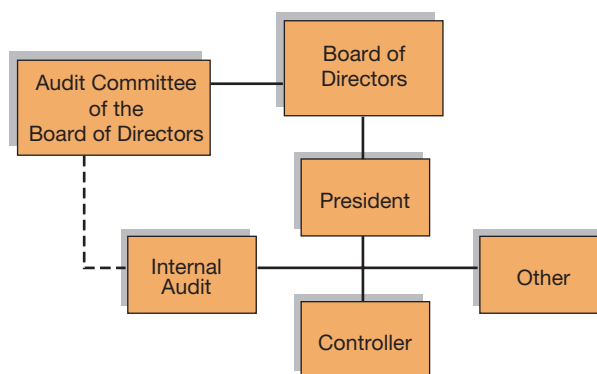 Board of
Directors
Audit Committee
of the
Board of Directors
President
Internal
Audit
Other
Controller